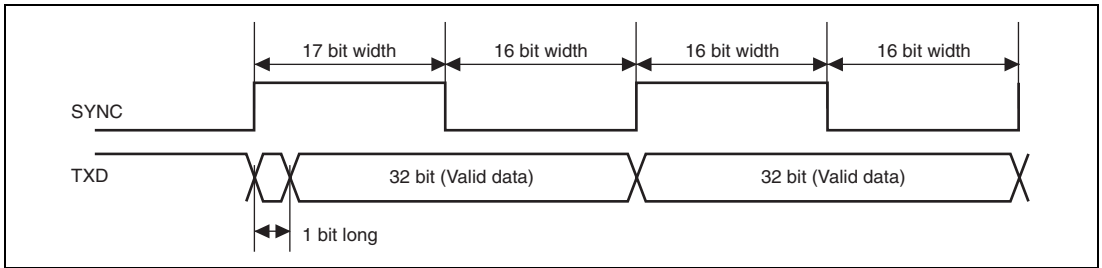 17 bit width
16 bit width
16 bit width
16 bit width
SYNC
TXD
32 bit (Valid data)
32 bit (Valid data)
1 bit long